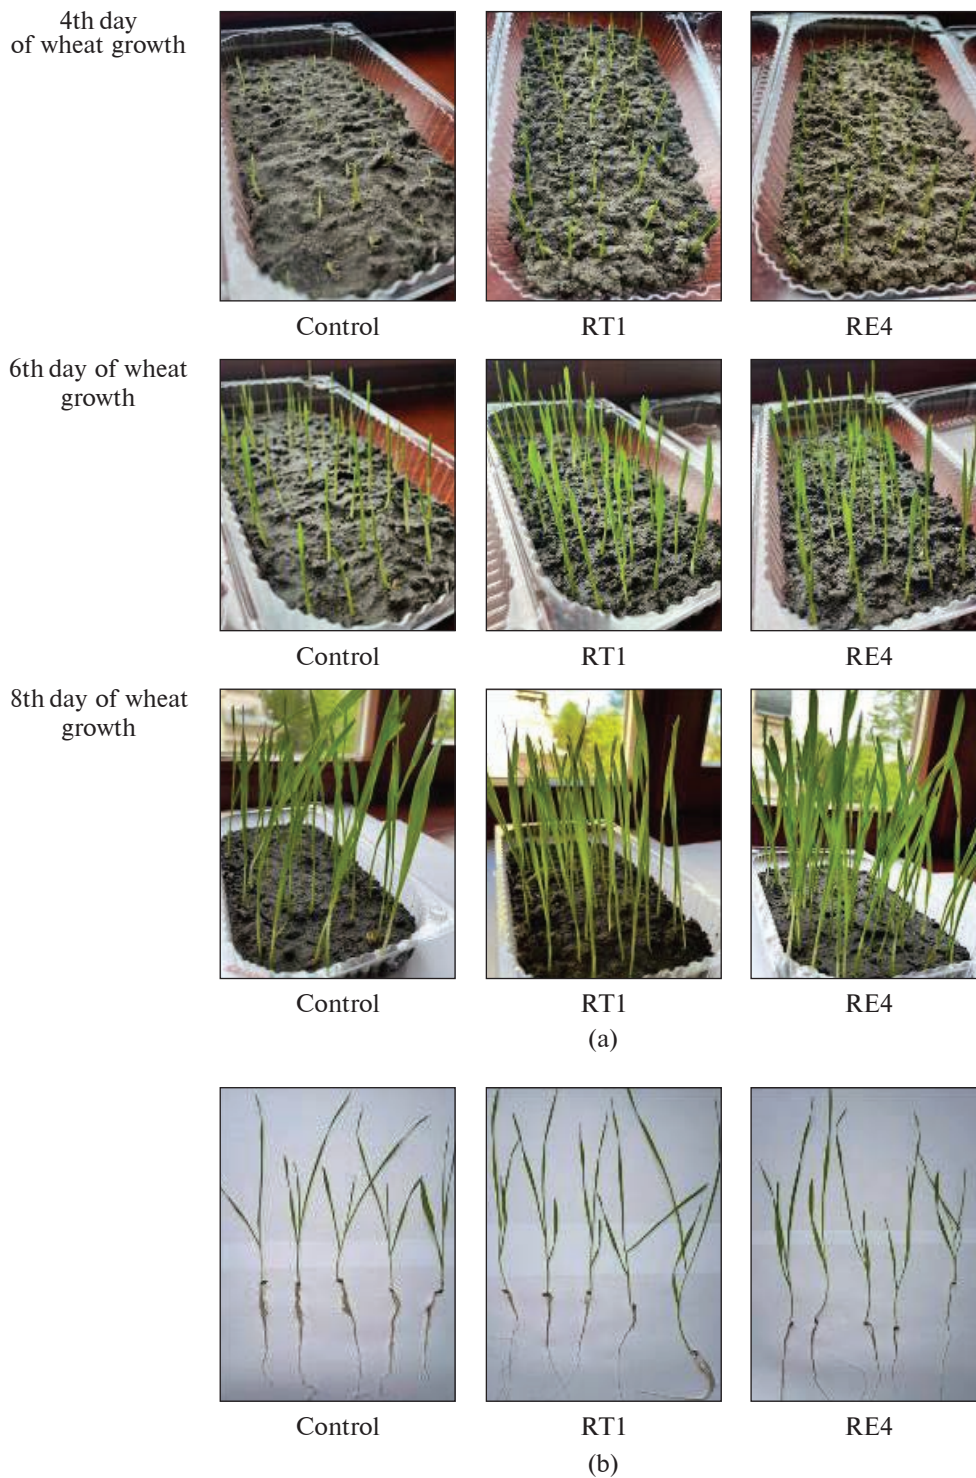 4th day
of wheat growth
Control
RT1
RE4
6th day of wheat
growth
Control
RT1
RE4
8th day of wheat
growth
Control
RT1
RE4
(a)
Control
RT1
RE4
(b)